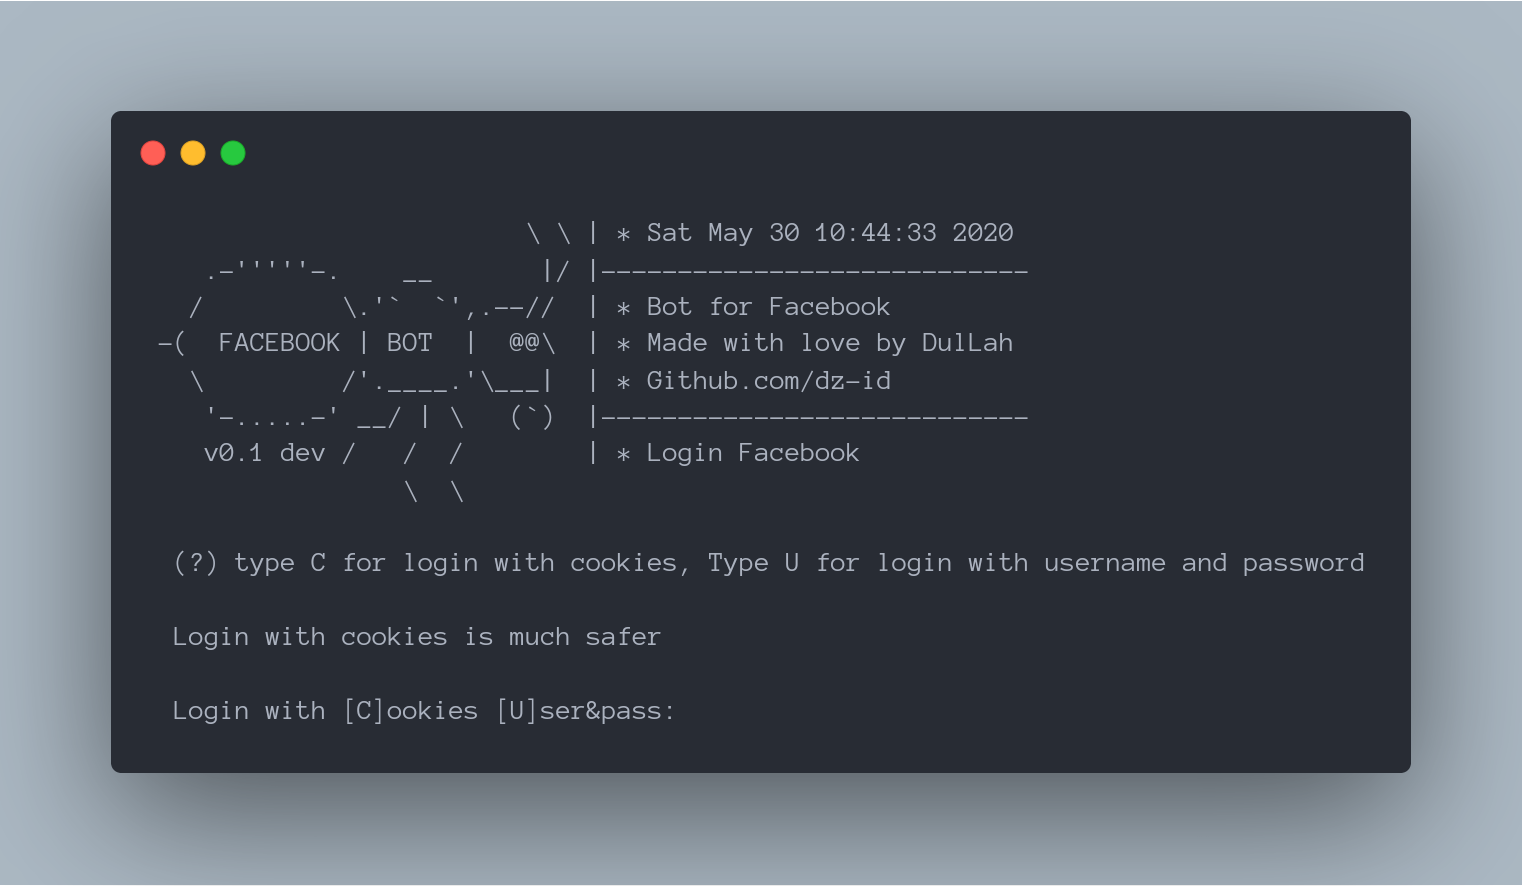 \ \ | * Sat May 30 10:44:33 2020
   .-'''''-.    __       |/ |----------------------------
  /         \.'`  `',.--//  | * Bot for Facebook
-(  FACEBOOK | BOT  |  @@\  | * Made with love by DulLah
  \         /'.____.'\___|  | * Github.com/dz-id
   '-.....-' __/ | \   (`)  |----------------------------
   v0.1 dev /   /  /        | * Login Facebook
                \  \
 (?) type C for login with cookies, Type U for login with username and password
 Login with cookies is much safer
 Login with [C]ookies [U]ser&pass: